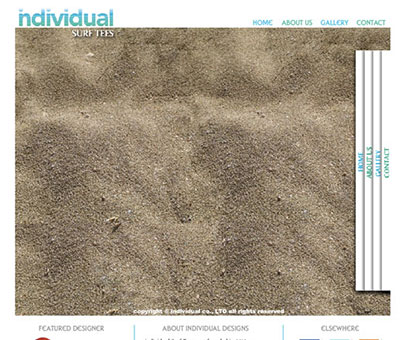 individual
SURF TEES
HOME ABOUT US GALLERY CONTACT
HOME
ABOUT US
GALLERY
CONTACT
copyright © individual co., LTD all rights reserved
FEATURED DESIGNER ABOUT INDIVIDUAL DESIGNS ELSEWHERE